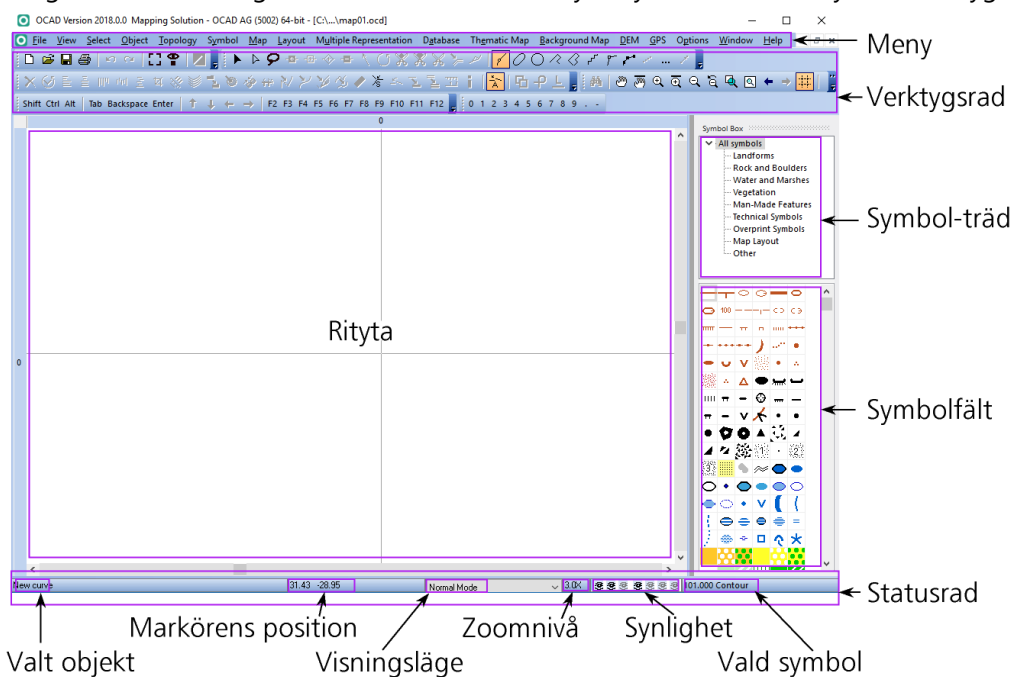 OCAD Version 2018.0.0  Mapping Solution - OCAD AG (5002) 64-bit - [C:\...\map01.ocd]
File View Select Object Topology Symbol Map Layout Multiple Representation Database Thematic Map Background Map DEM GPS Options Window Help
Meny
Verktygsrad
Shift Ctrl Alt Tab Backspace Enter F2 F3 F4 F5 F6 F7 F8 F9 F10 F11 F12 0 1 2 3 4 5 6 7 8 9 . -
0
Symbol Box
All symbols
Landforms
Rock and Boulders
Water and Marshes
Vegetation
Man-Made Features
Technical Symbols
Overprint Symbols
Map Layout
Other
Symbol-träd
100
Rityta
0
Symbolfält
1
2
3
New curve
31.43 -28.95
Normal Mode
3.0X
101.000 Contour
Statusrad
Markörens position
Zoomnivå
Synlighet
Valt objekt
Visningsläge
Vald symbol